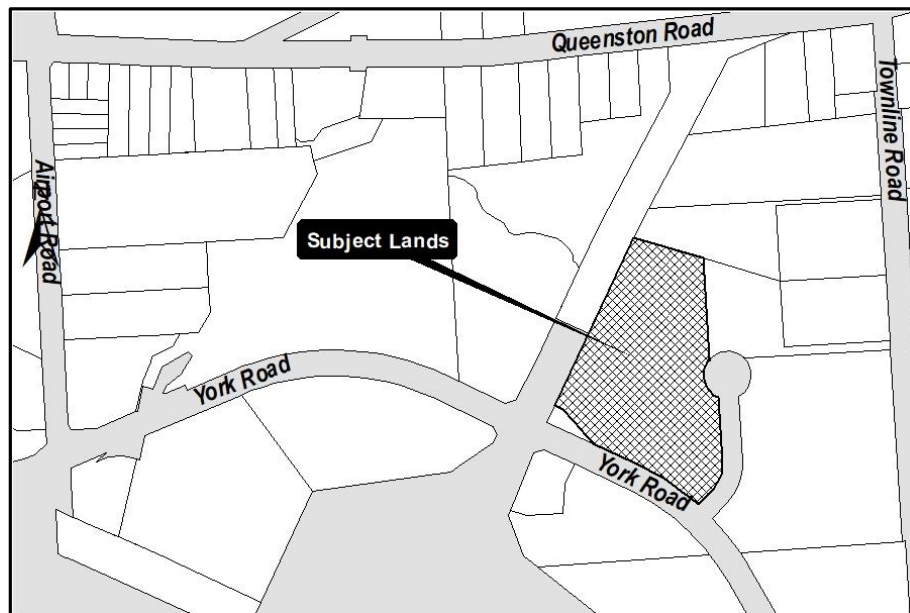 Queenston Road
Townline Road
Airport Road
Subject Lands
York Road
York Road